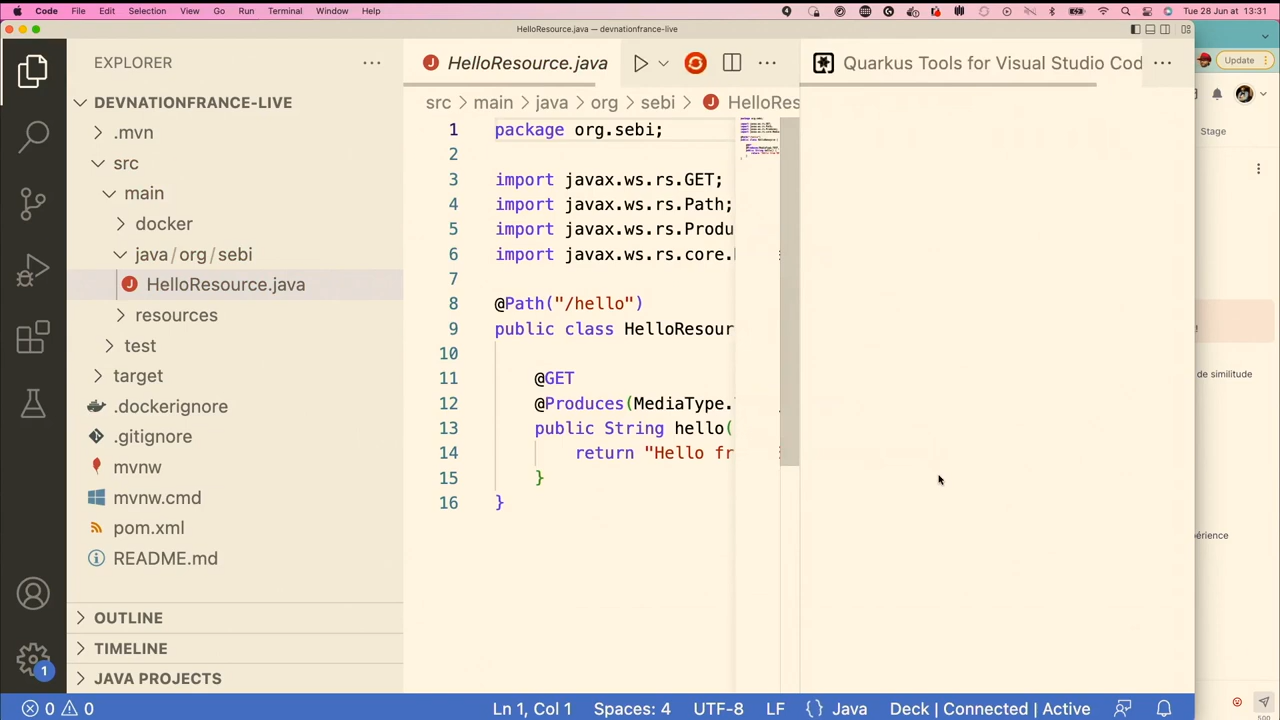 Code File Edit Selection View Go Run Terminal Window Help Tue 28 Jun at 13:31
HelloResource.java — devnationfrance-live
EXPLORER
DEVNATIONFRANCE-LIVE
.mvn
src
main
docker
java/org/sebi
HelloResource.java
resources
test
target
.dockerignore
.gitignore
mvnw
mvnw.cmd
pom.xml
README.md
OUTLINE
TIMELINE
JAVA PROJECTS
1
HelloResource.java
src > main > java > org > sebi > HelloRes
1 package org.sebi;
2
3 import javax.ws.rs.GET;
4 import javax.ws.rs.Path;
5 import javax.ws.rs.Produ
6 import javax.ws.rs.core.
7
8 @Path("/hello")
9 public class HelloResour
10
11 @GET
12 @Produces(MediaType.
13 public String hello(
14 return "Hello fr
15 }
16 }
Quarkus Tools for Visual Studio Cod
Update
Stage
de similitude
périence
0 0 Ln 1, Col 1 Spaces: 4 UTF-8 LF {} Java Deck | Connected | Active